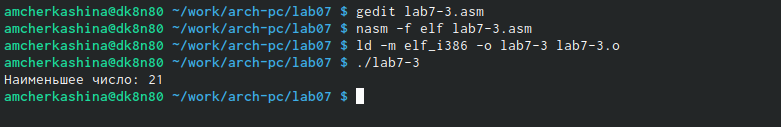 amcherkashina@dk8n80 ~/work/arch-pc/lab07 $ gedit lab7-3.asm
amcherkashina@dk8n80 ~/work/arch-pc/lab07 $ nasm -f elf lab7-3.asm
amcherkashina@dk8n80 ~/work/arch-pc/lab07 $ ld -m elf_i386 -o lab7-3 lab7-3.o
amcherkashina@dk8n80 ~/work/arch-pc/lab07 $ ./lab7-3
Наименьшее число: 21
amcherkashina@dk8n80 ~/work/arch-pc/lab07 $